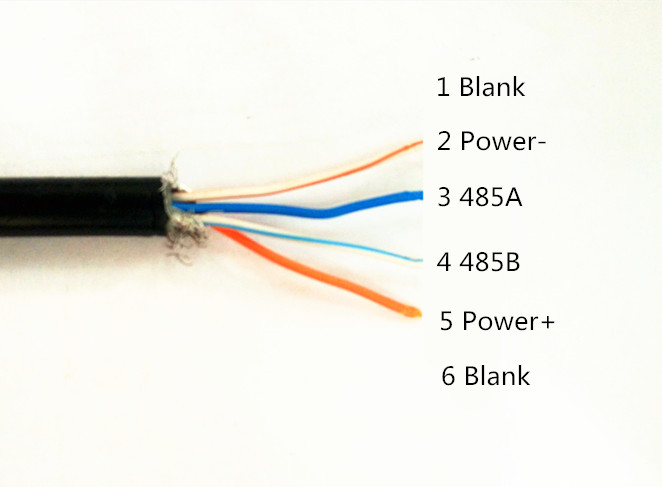 1 Blank
2 Power-
3 485A
4 485B
5 Power+
6 Blank